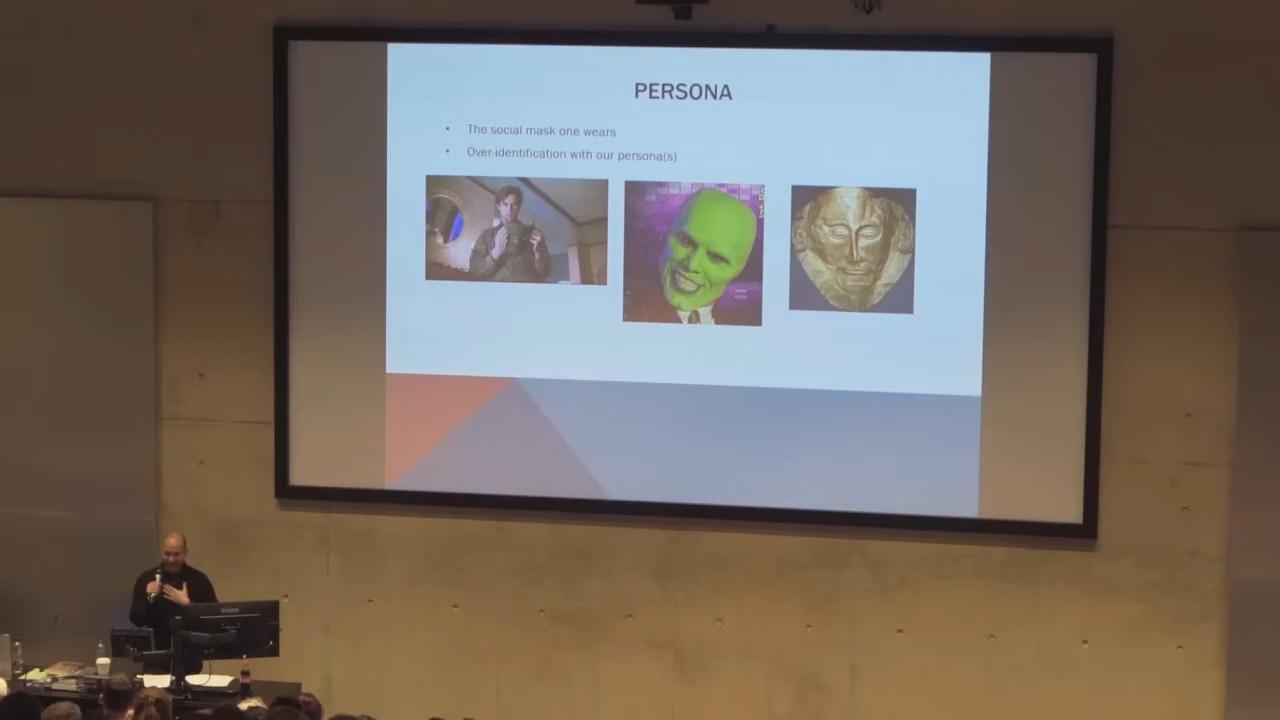 PERSONA
• The social mask one wears
• Over-identification with our persona(s)